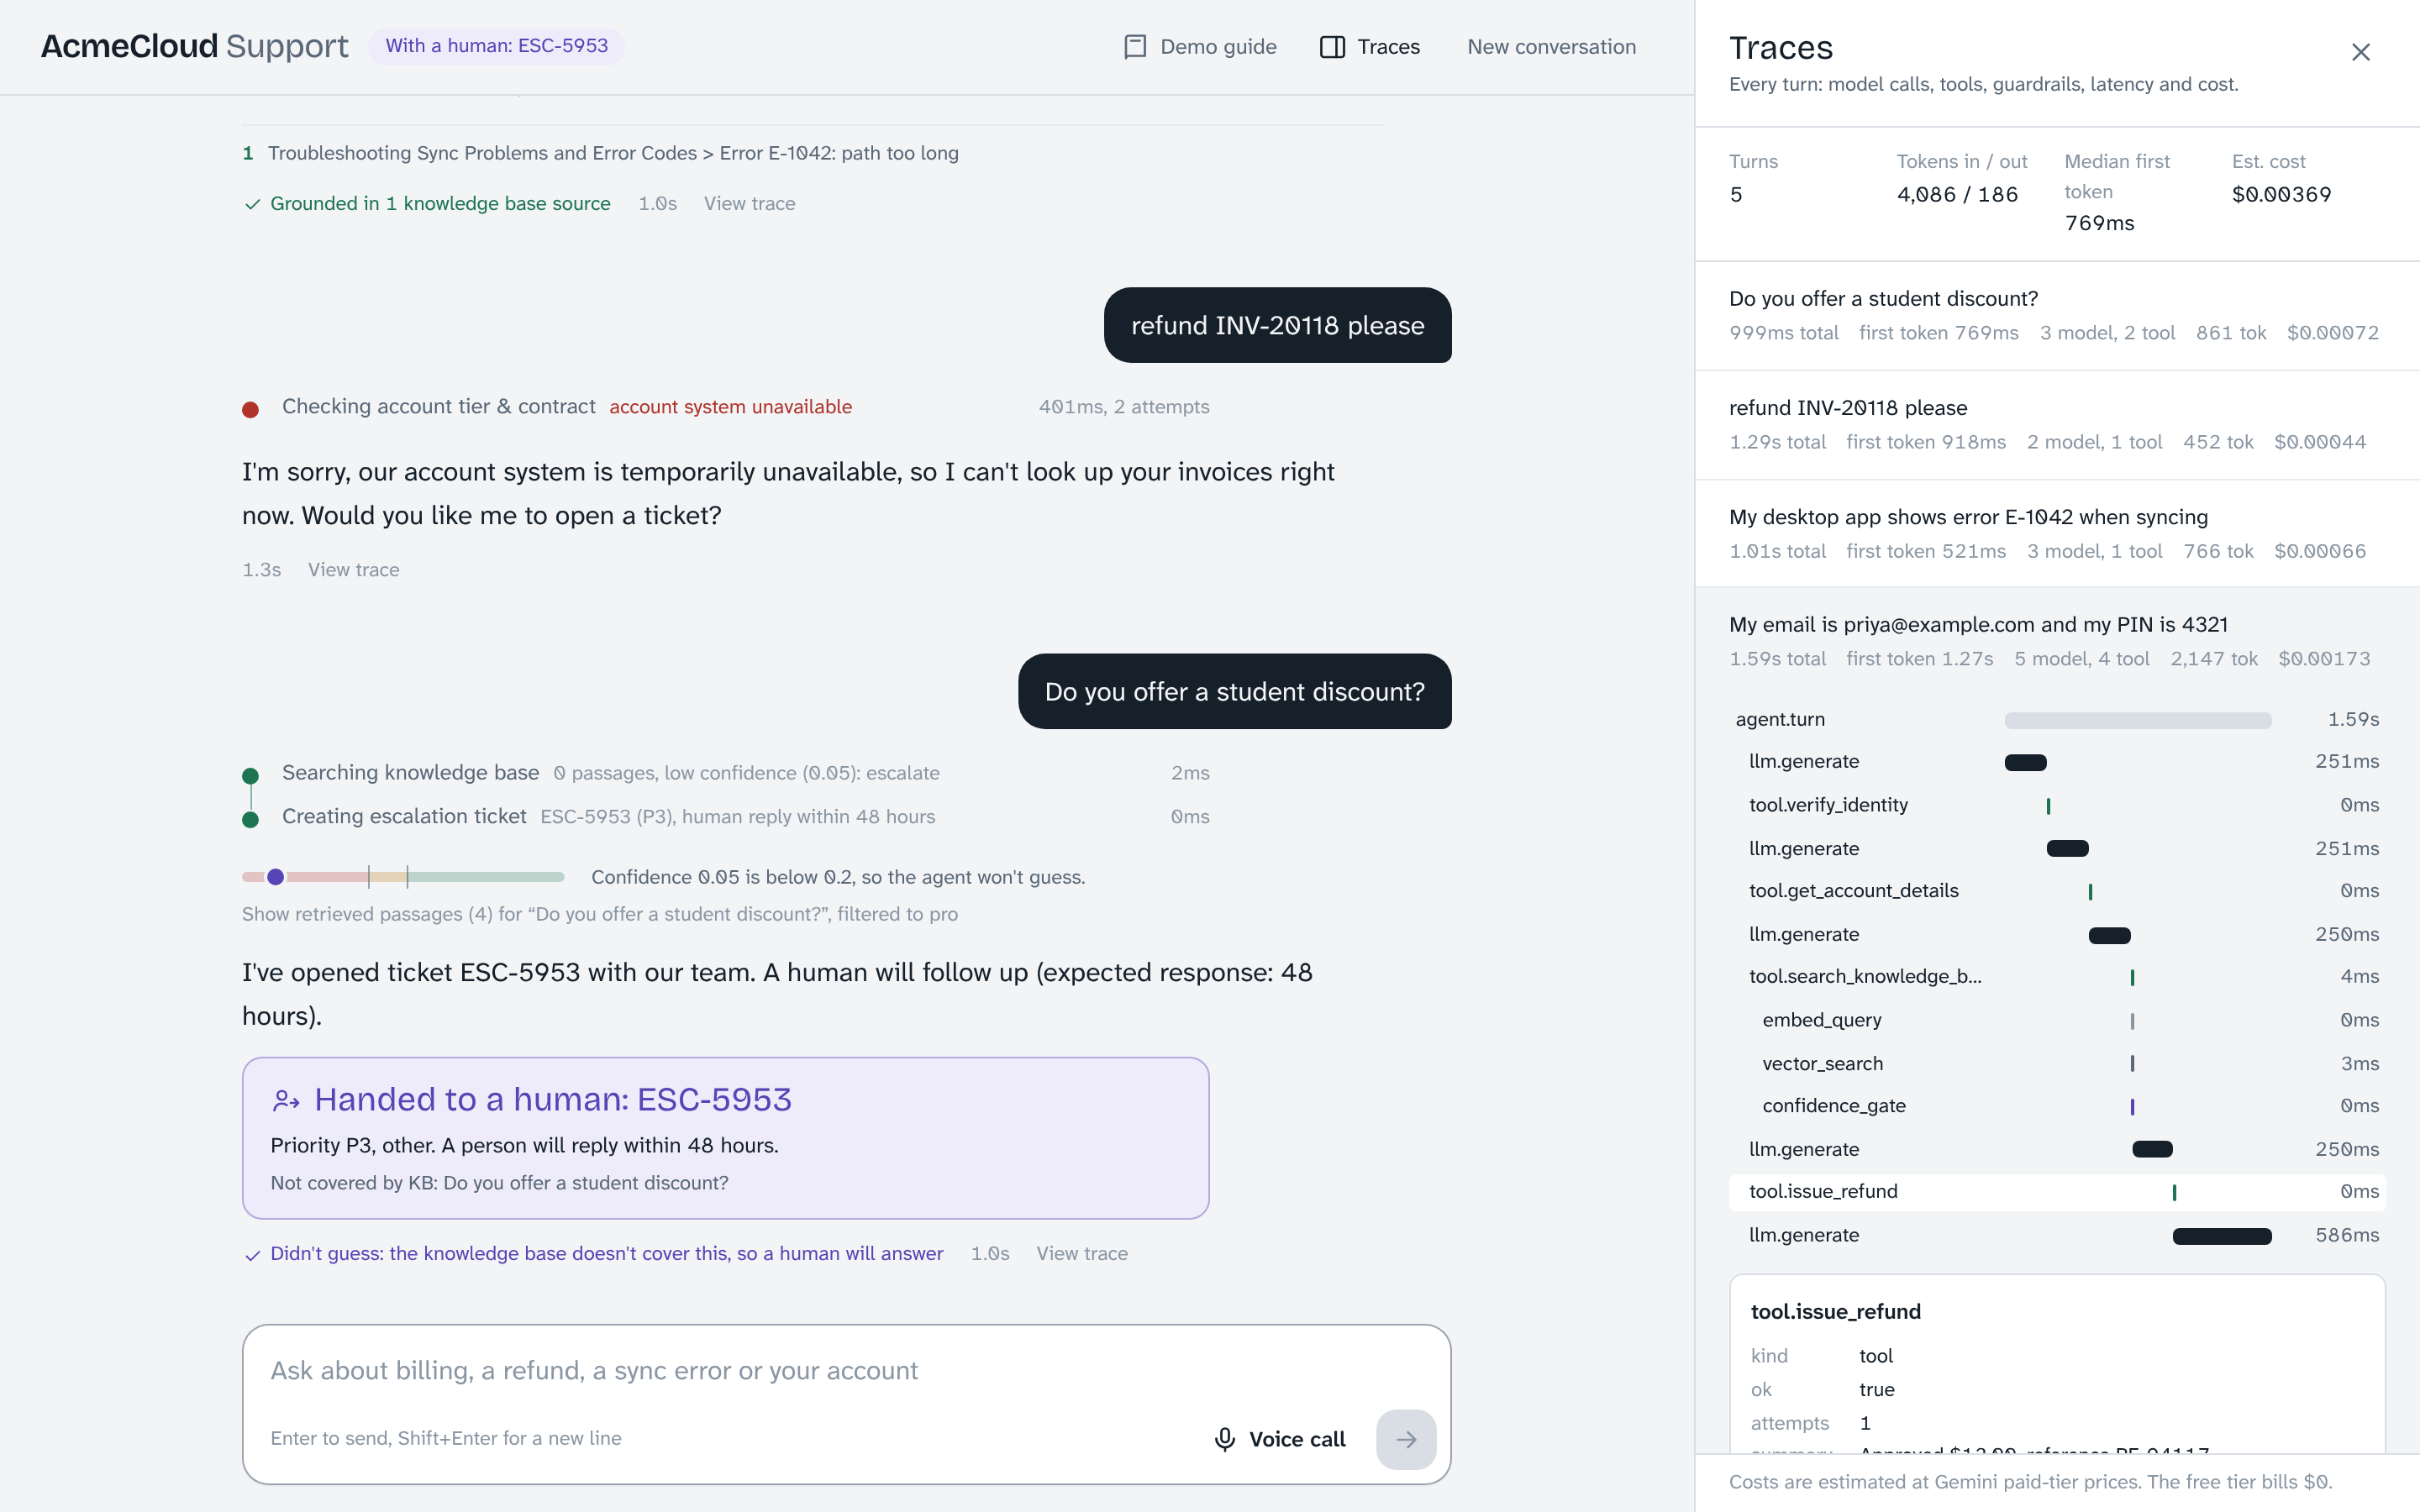 AcmeCloud Support
With a human: ESC-5953
Demo guide
Traces
New conversation
1 Troubleshooting Sync Problems and Error Codes > Error E-1042: path too long
Grounded in 1 knowledge base source 1.0s View trace
refund INV-20118 please
Checking account tier & contract account system unavailable 401ms, 2 attempts
I'm sorry, our account system is temporarily unavailable, so I can't look up your invoices right
now. Would you like me to open a ticket?
1.3s View trace
Do you offer a student discount?
Searching knowledge base 0 passages, low confidence (0.05): escalate 2ms
Creating escalation ticket ESC-5953 (P3), human reply within 48 hours 0ms
Confidence 0.05 is below 0.2, so the agent won't guess.
Show retrieved passages (4) for “Do you offer a student discount?”, filtered to pro
I've opened ticket ESC-5953 with our team. A human will follow up (expected response: 48
hours).
Handed to a human: ESC-5953
Priority P3, other. A person will reply within 48 hours.
Not covered by KB: Do you offer a student discount?
Didn't guess: the knowledge base doesn't cover this, so a human will answer 1.0s View trace
Ask about billing, a refund, a sync error or your account
Enter to send, Shift+Enter for a new line
Voice call
Traces
Every turn: model calls, tools, guardrails, latency and cost.
Turns
5
Tokens in / out
4,086 / 186
Median first
token
769ms
Est. cost
$0.00369
Do you offer a student discount?
999ms total first token 769ms 3 model, 2 tool 861 tok $0.00072
refund INV-20118 please
1.29s total first token 918ms 2 model, 1 tool 452 tok $0.00044
My desktop app shows error E-1042 when syncing
1.01s total first token 521ms 3 model, 1 tool 766 tok $0.00066
My email is priya@example.com and my PIN is 4321
1.59s total first token 1.27s 5 model, 4 tool 2,147 tok $0.00173
agent.turn 1.59s
llm.generate 251ms
tool.verify_identity 0ms
llm.generate 251ms
tool.get_account_details 0ms
llm.generate 250ms
tool.search_knowledge_b... 4ms
embed_query 0ms
vector_search 3ms
confidence_gate 0ms
llm.generate 250ms
tool.issue_refund 0ms
llm.generate 586ms
tool.issue_refund
kind tool
ok true
attempts 1
summary Approved $12.00, reference
Costs are estimated at Gemini paid-tier prices. The free tier bills $0.